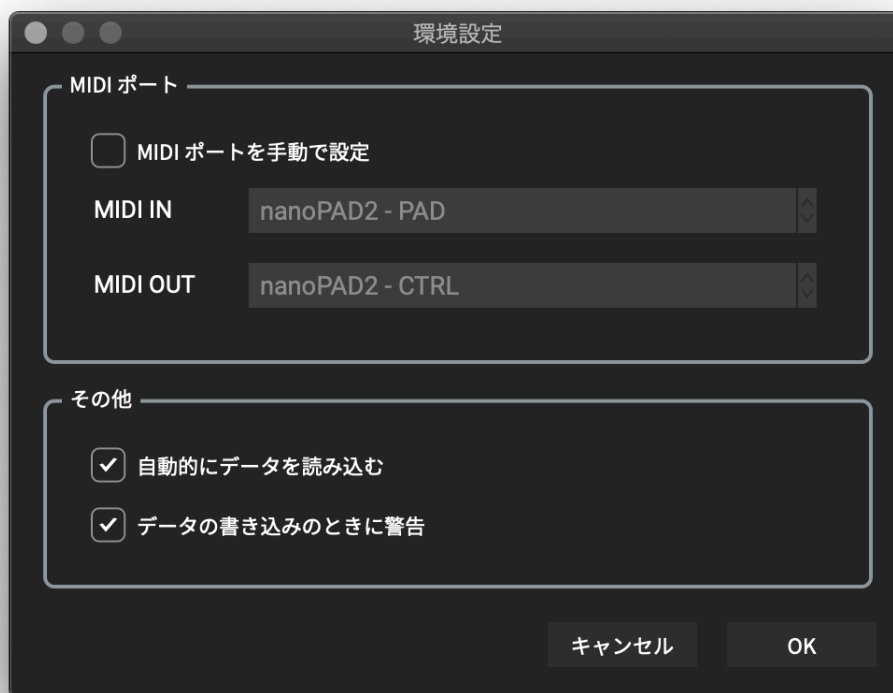 環境設定
MIDI ポート
MIDI ポートを手動で設定
MIDI IN
nanoPAD2 - PAD
MIDI OUT
nanoPAD2 - CTRL
その他
自動的にデータを読み込む
データの書き込みのときに警告
キャンセル
OK